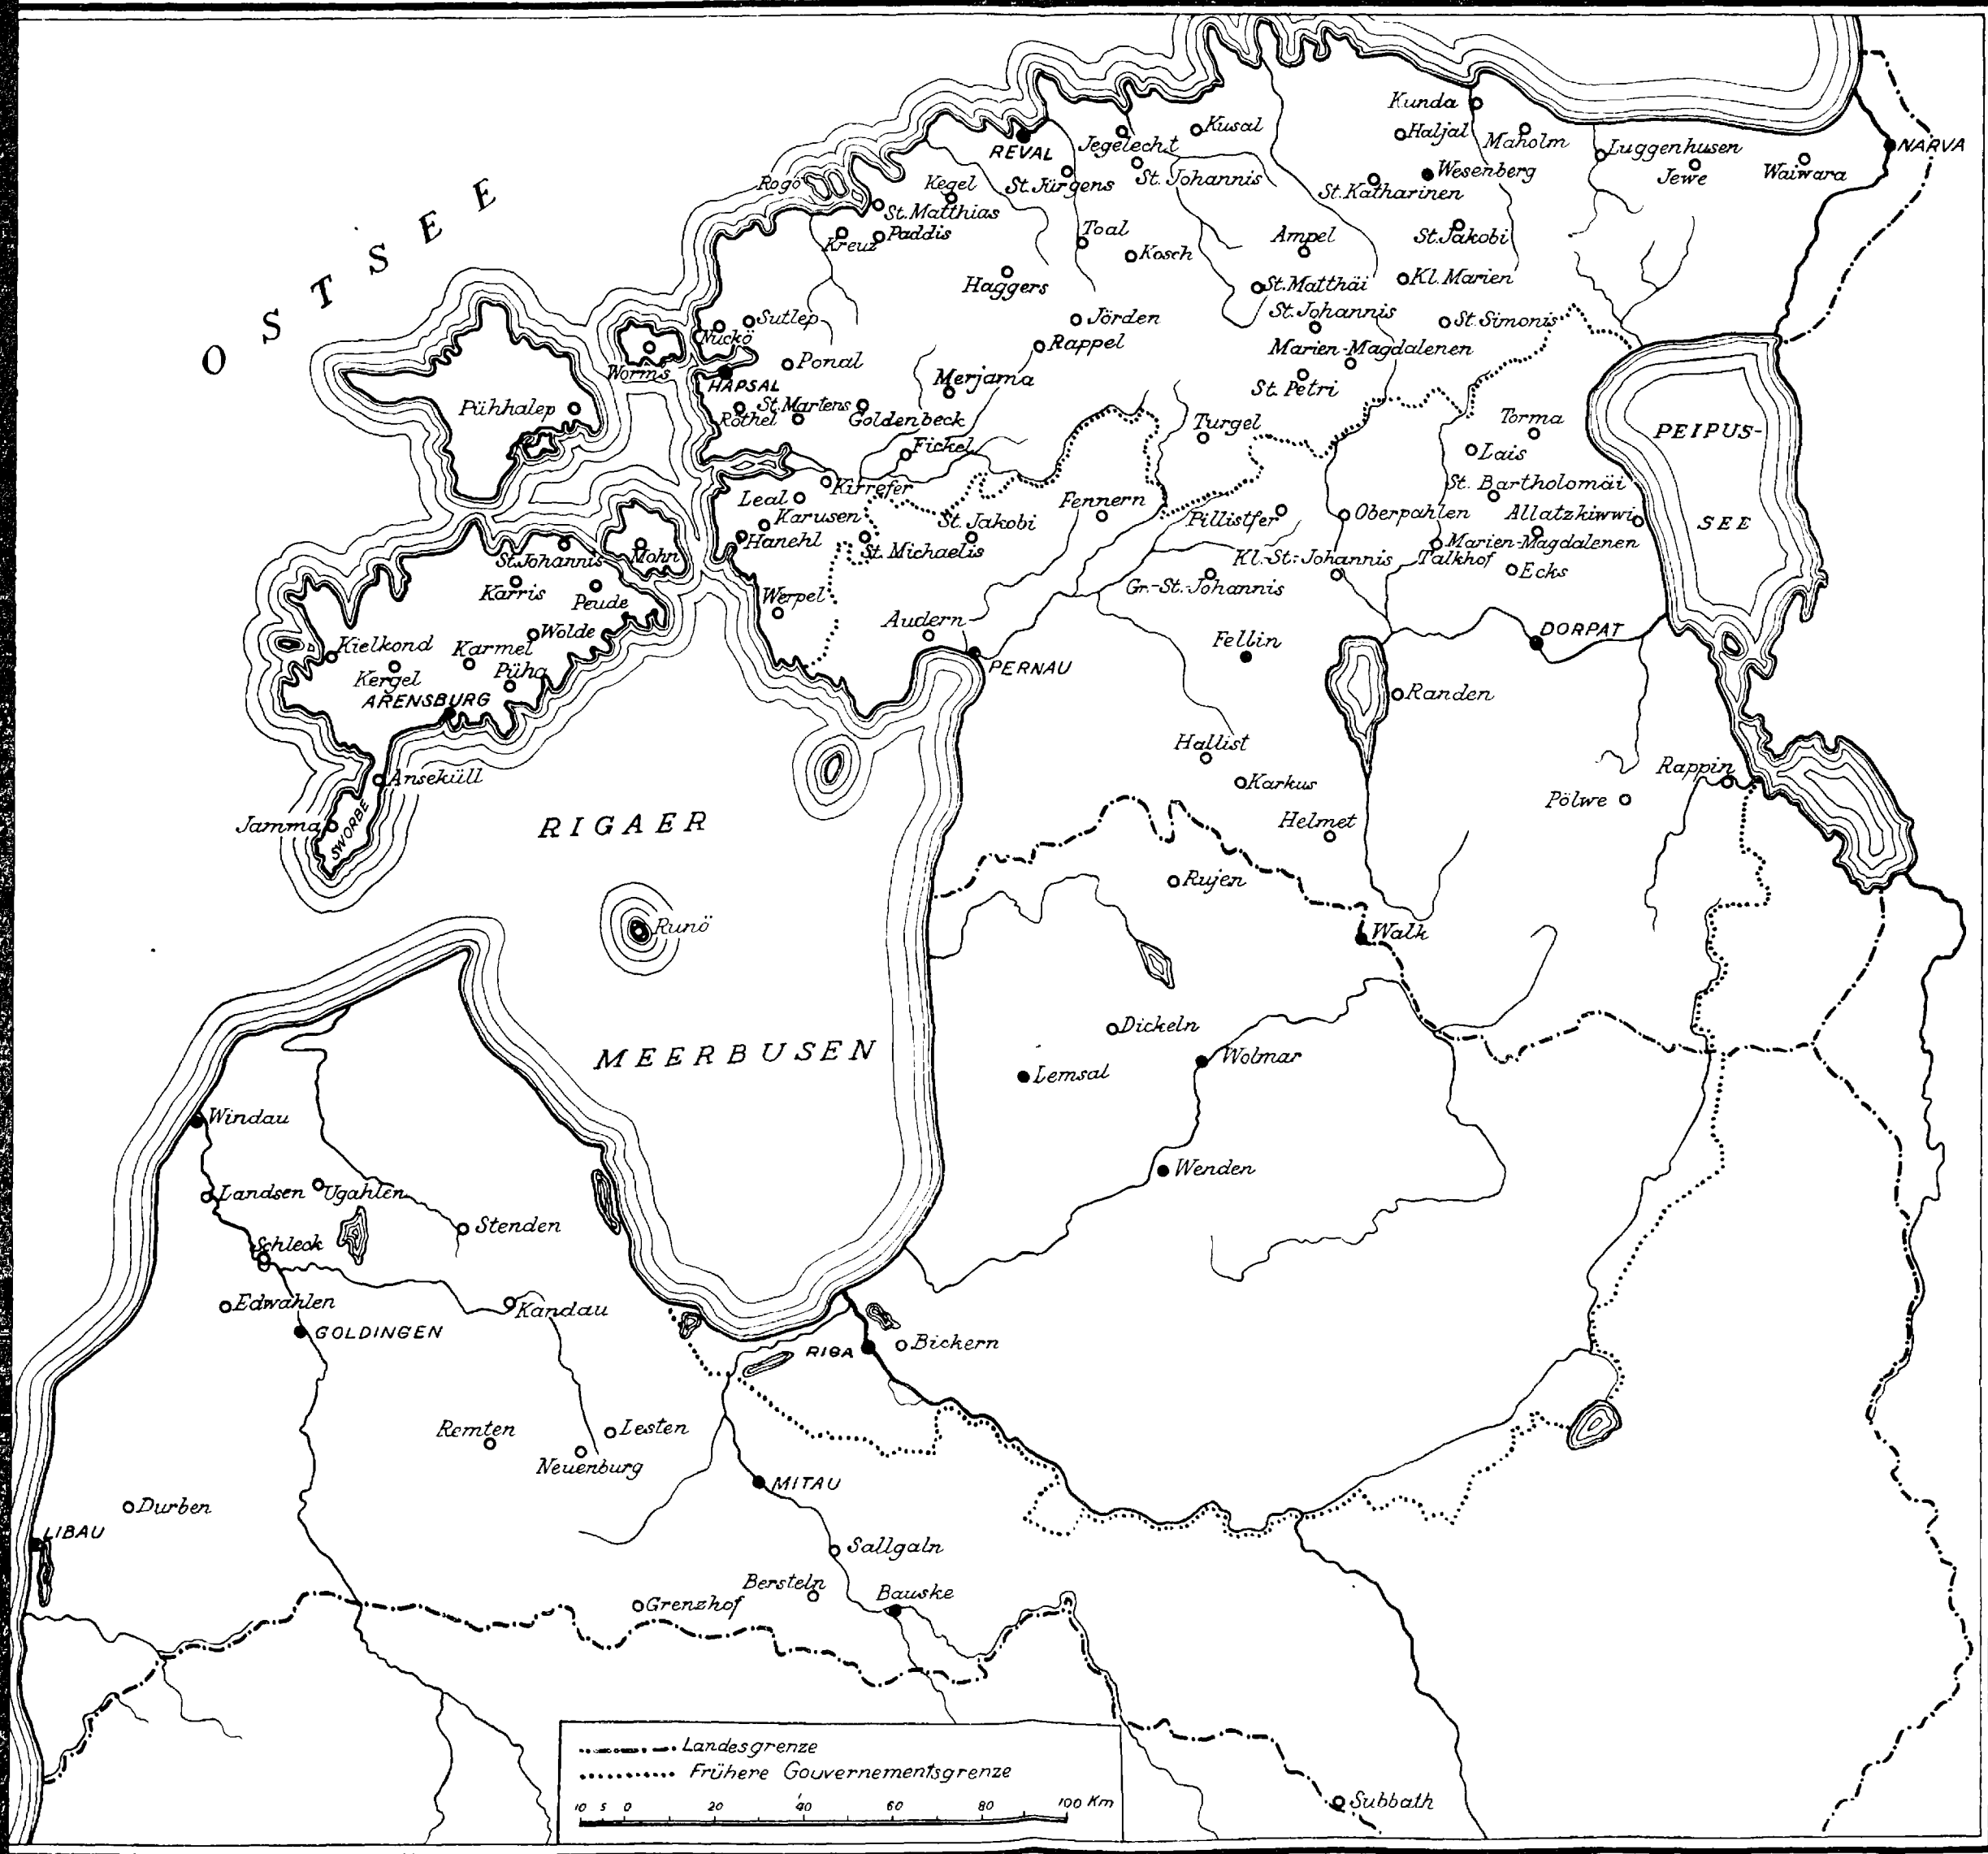 OSTSEE
Kunda
Haljal
Maholm
Luggenhusen
Jewe
Waiwara
NARVA
Wesenberg
St. Katharinen
Kusal
Jegelecht
REVAL
St. Jürgens
St. Johannis
Kegel
Rogö
St. Matthias
Kreuz
Paddis
Toal
Kosch
Ampel
St. Jakobi
Haggers
St. Matthäi
Kl. Marien
Jörden
St. Johannis
St. Simonis
Sutlep
Nuckö
Worms
Ponal
HAPSAL
Rappel
Marien-Magdalenen
St. Petri
Merjama
Pühhalep
Röthel
St. Martens
Goldenbeck
Turgel
Torma
PEIPUS-
SEE
Lais
Fickel
Kirrefer
Leal
St. Bartholomäi
Karusen
Fennern
Pillistfer
Oberpahlen
Allatzkiwwi
Hanehl
St. Jakobi
St. Michaelis
Marien-Magdalenen
Talkhof
Ecks
St. Johannis
Mohn
Kl.-St.-Johannis
Gr.-St.-Johannis
Karris
Peude
Werpel
Audern
Wolde
Fellin
DORPAT
Kielkond
Karmel
Kergel
Püha
PERNAU
ARENSBURG
Randen
Hallist
Anseküll
Karkus
Rappin
Pölwe
Jamma
SWORBE
RIGAER
MEERBUSEN
Helmet
Rujen
Runö
Walk
Dickeln
Wolmar
Lemsal
Windau
Wenden
Landsen
Ugahlen
Stenden
Schleck
Edwahlen
Kandau
GOLDINGEN
RIGA
Bickern
Remten
Lesten
Neuenburg
MITAU
Durben
LIBAU
Sallgaln
Bersteln
Bauske
Grenzhof
Subbath
Landesgrenze
Frühere Gouvernementsgrenze
10 5 0 20 40 60 80 100 Km